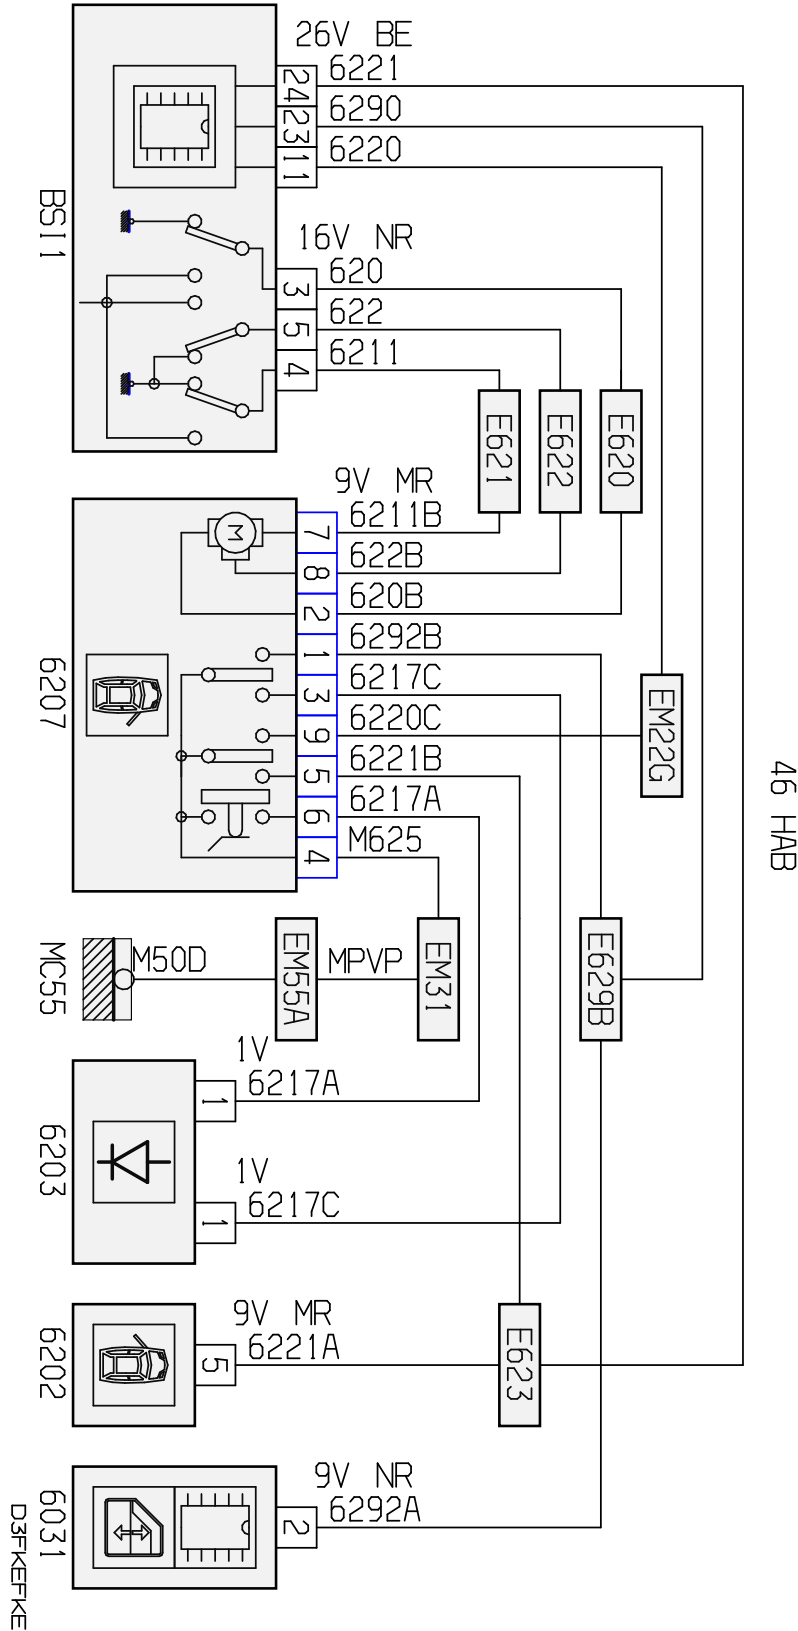 26V BE
6221
24
6290
23
6220
11
BSI1
16V NR
620
3
622
5
6211
4
E621
E622
E620
9V MR
6211B
7
622B
8
620B
2
6292B
1
6217C
3
6220C
9
6221B
5
6217A
6
M625
4
M
6207
EM22G
46 HAB
MC55
M50D
EM55A
MPVP
EM31
E629B
1V
6217A
1
6203
1V
6217C
1
9V MR
6221A
5
6202
E623
9V NR
6292A
2
6031
D3FKEFKE